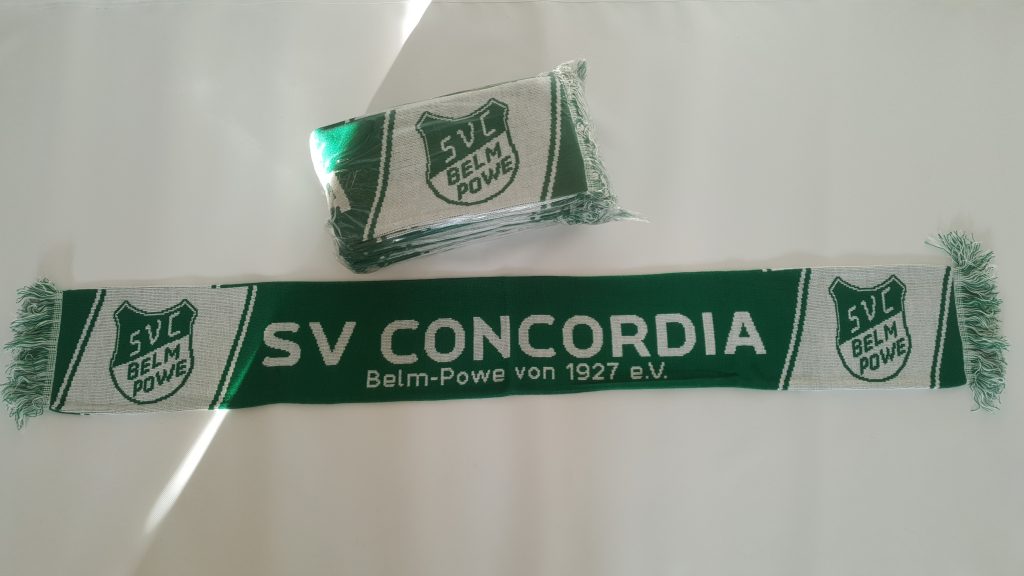 SVC
BELM
POWE
SVC
BELM
POWE
SV CONCORDIA
Belm-Powe von 1927 e.V.
SVC
BELM
POWE